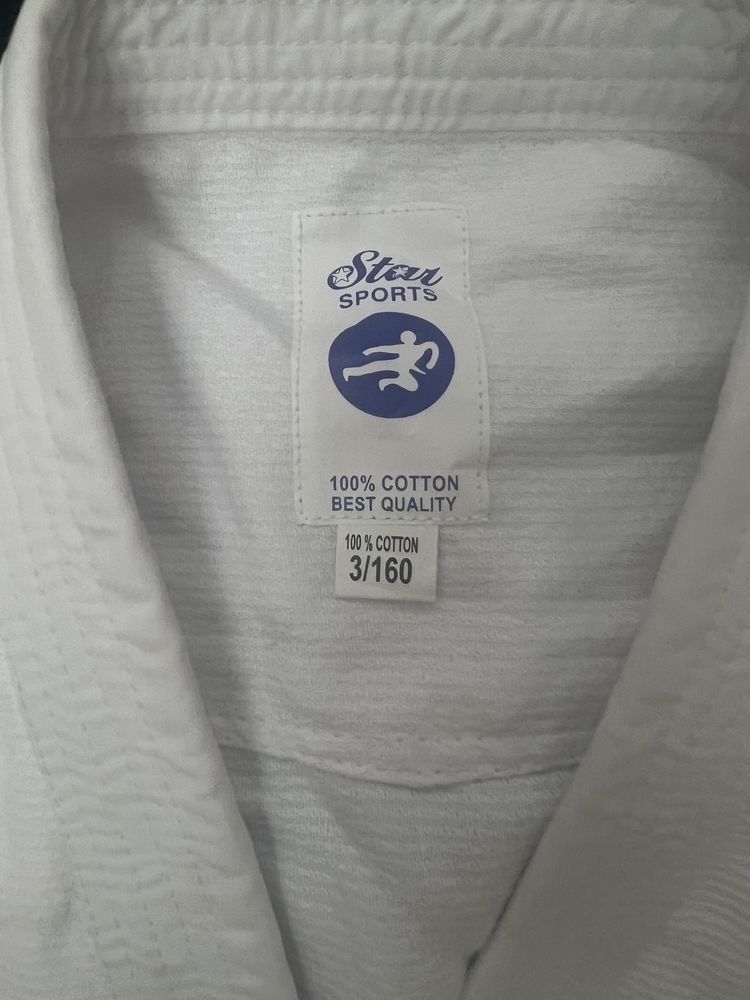 Star
SPORTS
100% COTTON
BEST QUALITY
100 % COTTON
3/160